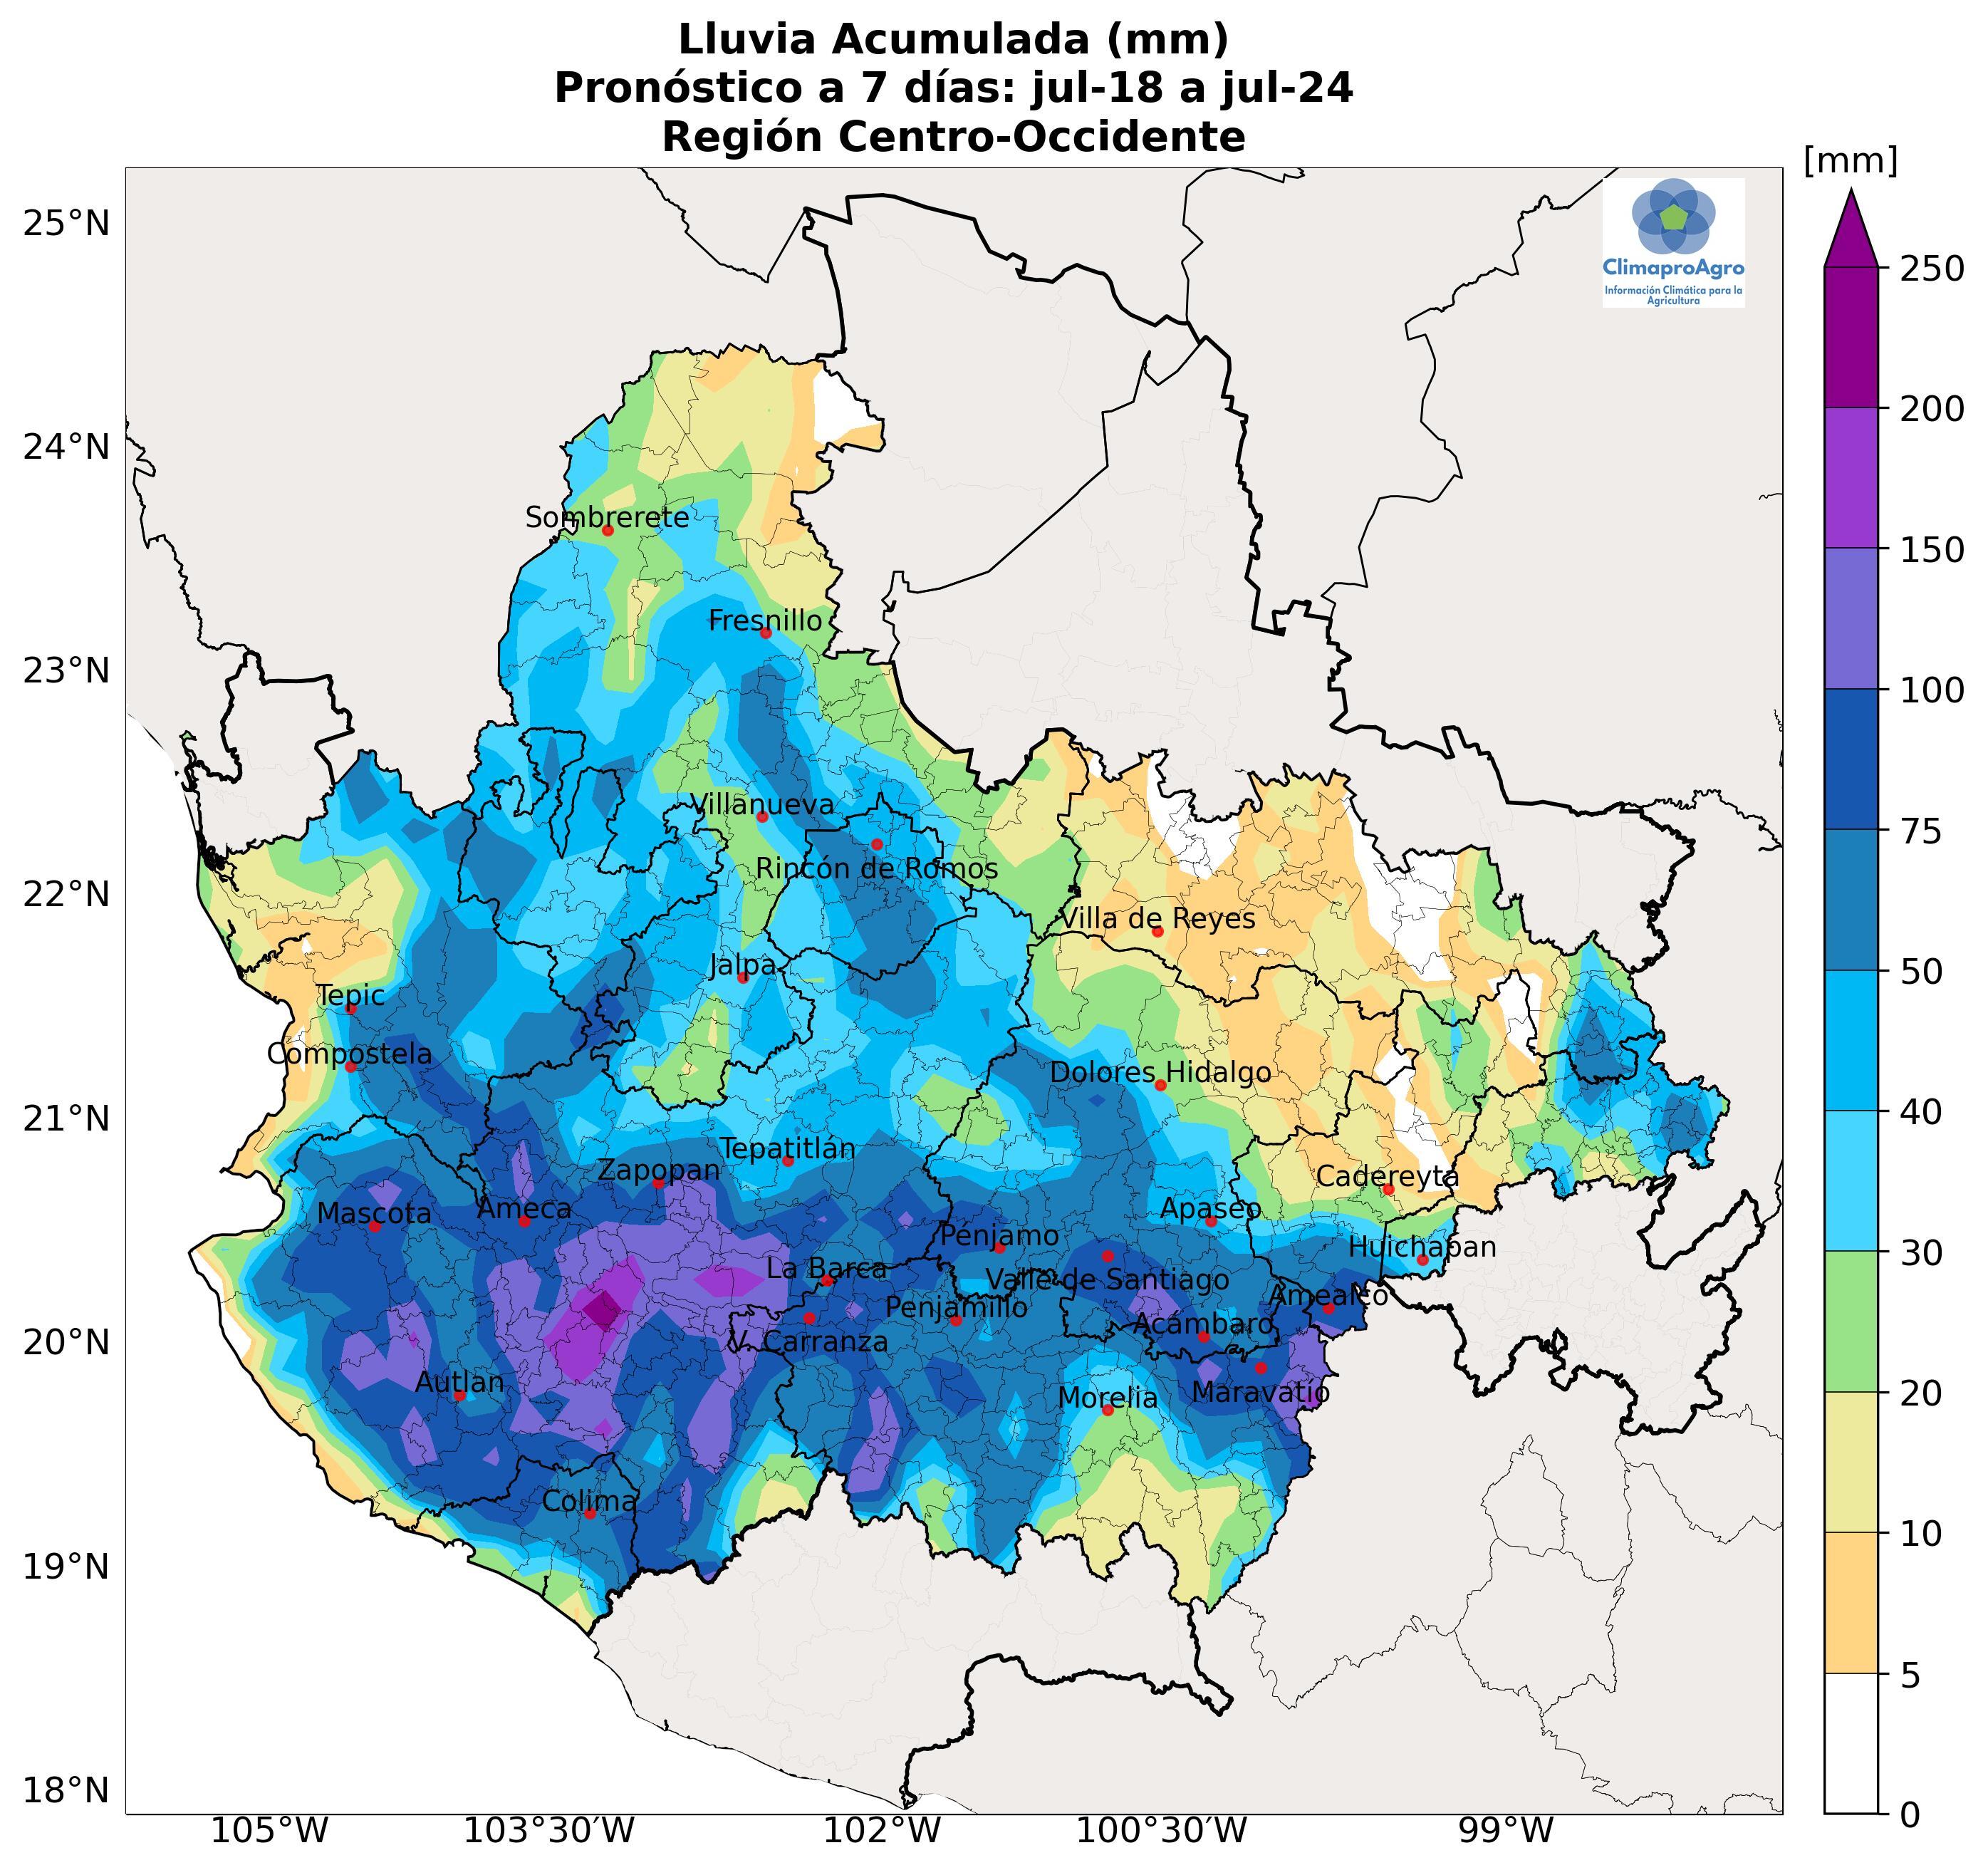 Lluvia Acumulada (mm)
Pronóstico a 7 días: jul-18 a jul-24
Región Centro-Occidente
[mm]
ClimaproAgro
Información Climática para la
Agricultura
25°N
24°N
23°N
22°N
21°N
20°N
19°N
18°N
Sombrerete
Fresnillo
Villanueva
Rincón de Romos
Villa de Reyes
Jalpa
Tepic
Compostela
Dolores Hidalgo
Tepatitlán
Zapopan
Cadereyta
Mascota
Ameca
Apaseo
Penjamo
Huichapan
La Barca
Valle de Santiago
Amealco
Penjamillo
Acámbaro
V. Carranza
Autlan
Morelia
Maravatío
Colima
105°W
103°30'W
102°W
100°30'W
99°W
250
200
150
100
75
50
40
30
20
10
5
0